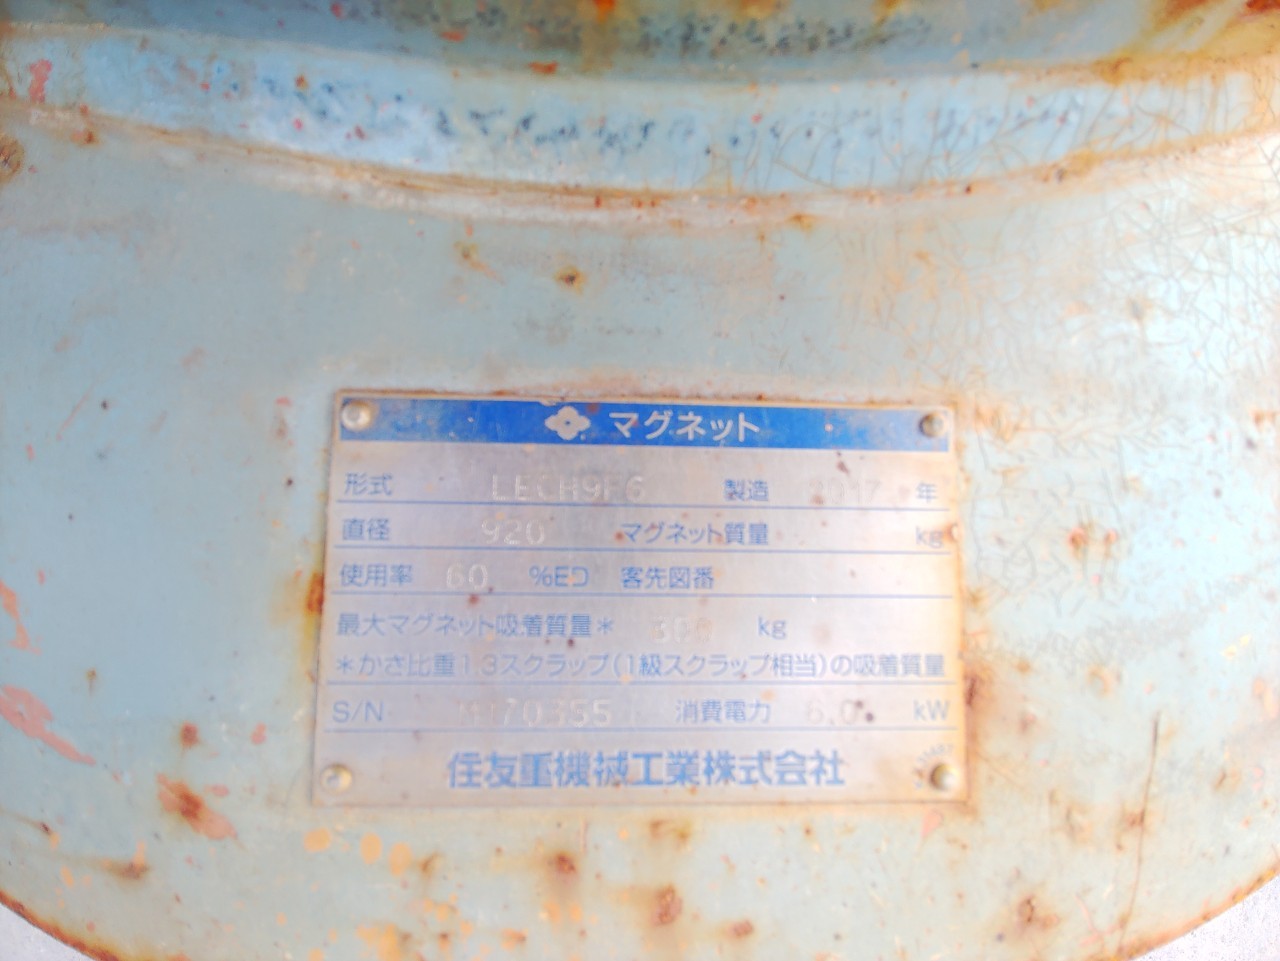 マグネット
形式 LECH9F6 製造 年
直径 920 マグネット質量 kg
使用率 60 %ED 客先図番
最大マグネット吸着質量* kg
*かさ比重1.3スクラップ(1級スクラップ相当)の吸着質量
S/N 消費電力 6.0 kW
住友重機械工業株式会社